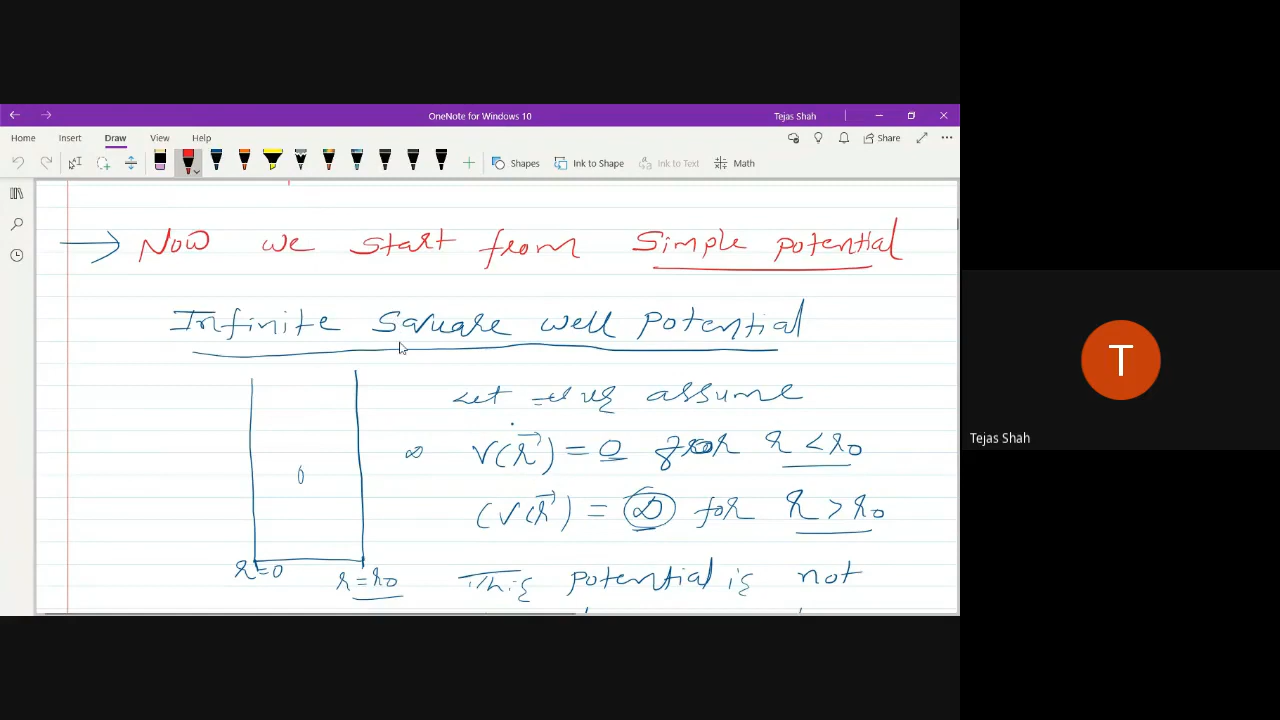 OneNote for Windows 10
Tejas Shah
Home Insert Draw View Help
Share
Shapes Ink to Shape Ink to Text Math
→ Now we start from Simple potential
Infinite Square well Potential
Let us assume
∞ V(r⃗) = 0 for r < r₀
0
(V(r⃗) = ∞ for r > r₀
r=0 r = r₀
This potential is not
T
Tejas Shah